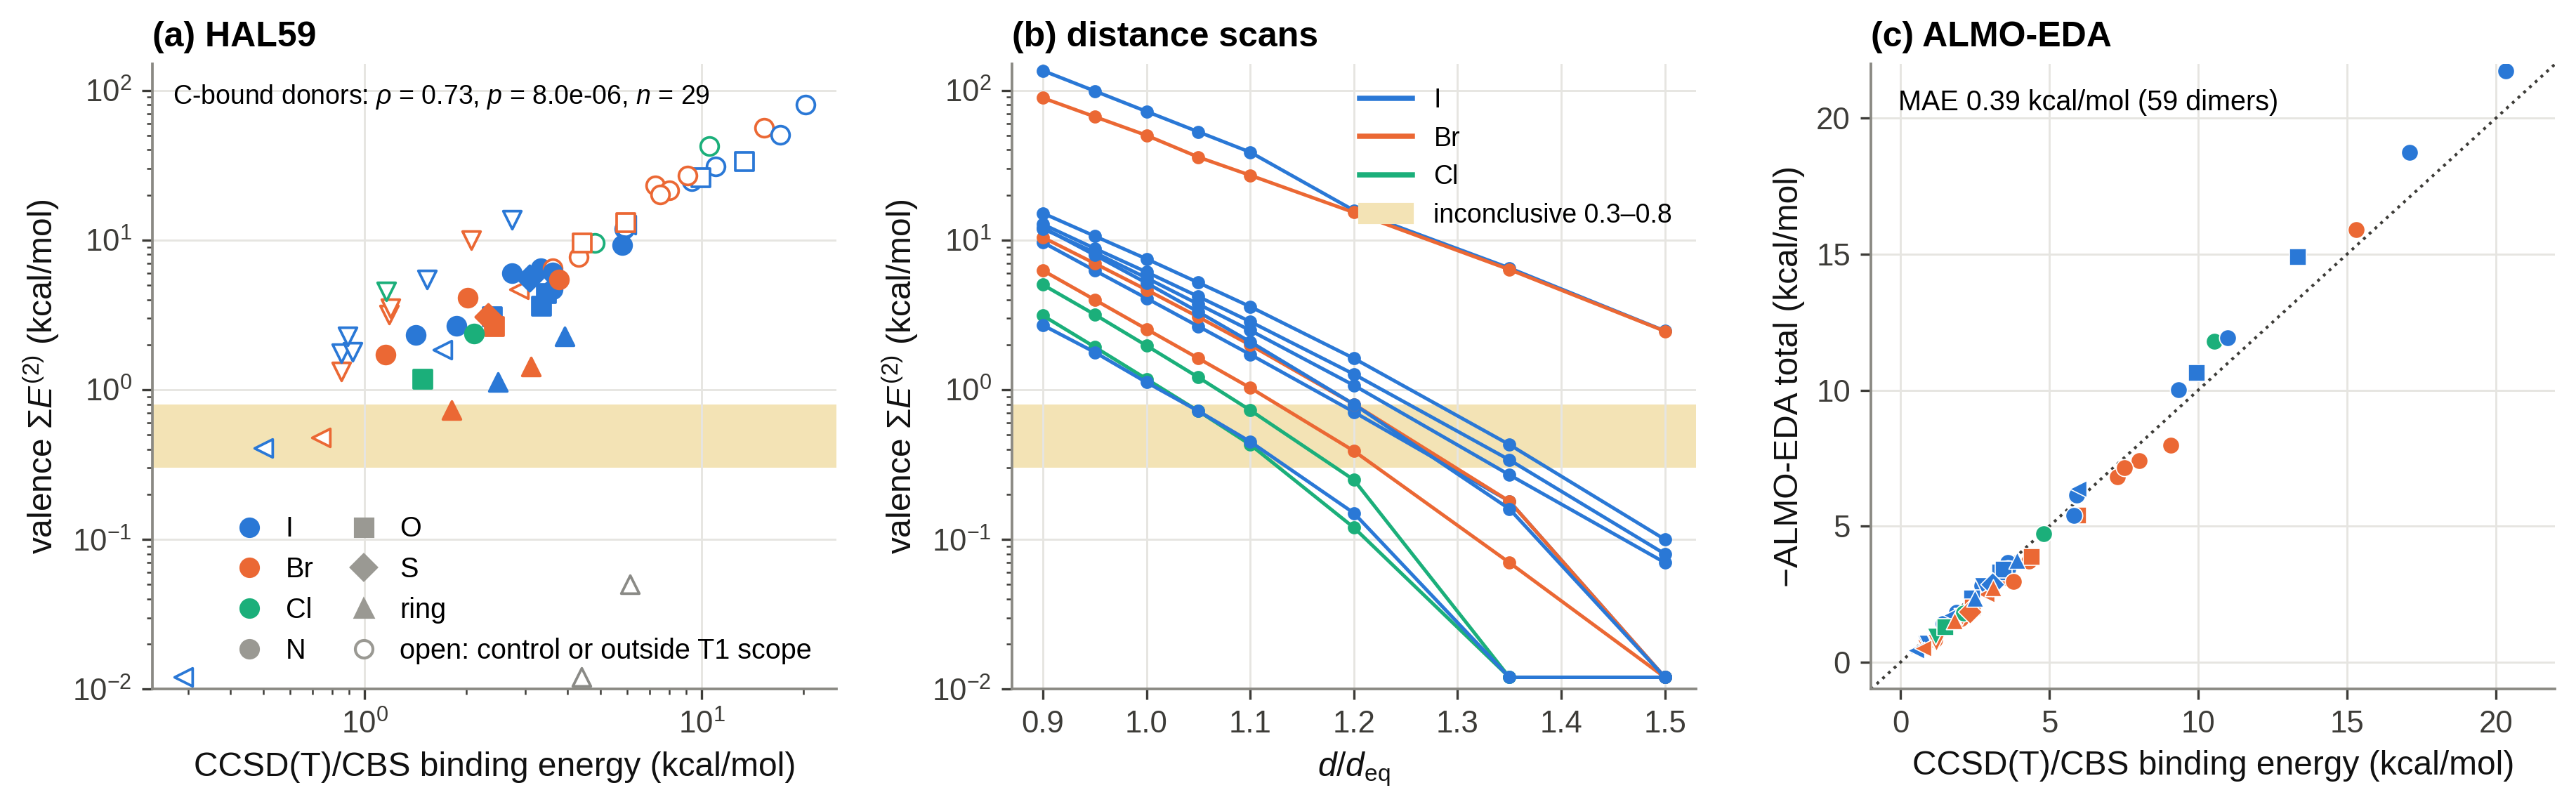 (a) HAL59
C-bound donors: ρ = 0.73, p = 8.0e-06, n = 29
10²
10¹
10⁰
10⁻¹
10⁻²
valence ΣE⁽²⁾ (kcal/mol)
I
Br
Cl
N
O
S
ring
open: control or outside T1 scope
10⁰
10¹
CCSD(T)/CBS binding energy (kcal/mol)
(b) distance scans
10²
10¹
10⁰
10⁻¹
10⁻²
valence ΣE⁽²⁾ (kcal/mol)
I
Br
Cl
inconclusive 0.3–0.8
0.9
1.0
1.1
1.2
1.3
1.4
1.5
d/d_eq
(c) ALMO-EDA
MAE 0.39 kcal/mol (59 dimers)
20
15
10
5
0
−ALMO-EDA total (kcal/mol)
0
5
10
15
20
CCSD(T)/CBS binding energy (kcal/mol)